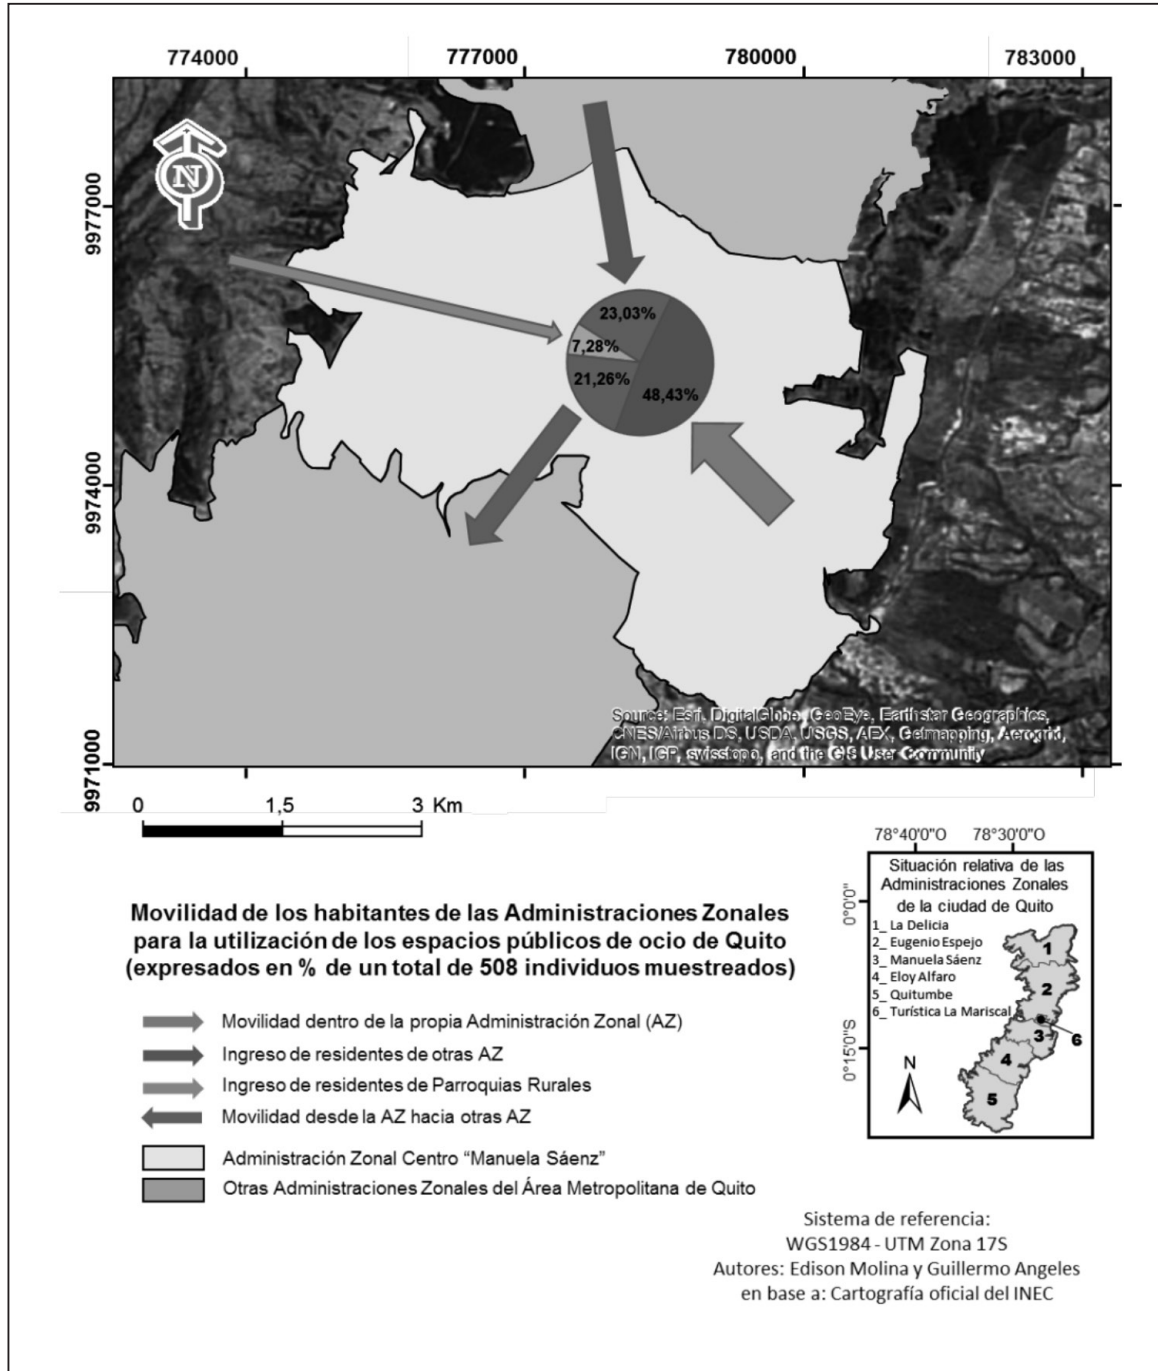 774000
777000
780000
783000
9977000
9974000
9971000
N
23,03%
7,28%
21,26%
48,43%
Source: Esri, DigitalGlobe, GeoEye, Earthstar Geographics,
CNES/Airbus DS, USDA, USGS, AEX, Getmapping, Aerogrid,
IGN, IGP, swisstopo, and the GIS User Community
0 1,5 3 Km
Movilidad de los habitantes de las Administraciones Zonales
para la utilización de los espacios públicos de ocio de Quito
(expresados en % de un total de 508 individuos muestreados)
Movilidad dentro de la propia Administración Zonal (AZ)
Ingreso de residentes de otras AZ
Ingreso de residentes de Parroquias Rurales
Movilidad desde la AZ hacia otras AZ
Administración Zonal Centro “Manuela Sáenz”
Otras Administraciones Zonales del Área Metropolitana de Quito
78°40'0"O 78°30'0"O
0°0'0"
0°15'0"S
Situación relativa de las
Administraciones Zonales
de la ciudad de Quito
1_ La Delicia
2_ Eugenio Espejo
3_ Manuela Sáenz
4_ Eloy Alfaro
5_ Quitumbe
6_ Turística La Mariscal
1
2
3
6
4
5
N
Sistema de referencia:
WGS1984 - UTM Zona 17S
Autores: Edison Molina y Guillermo Angeles
en base a: Cartografía oficial del INEC